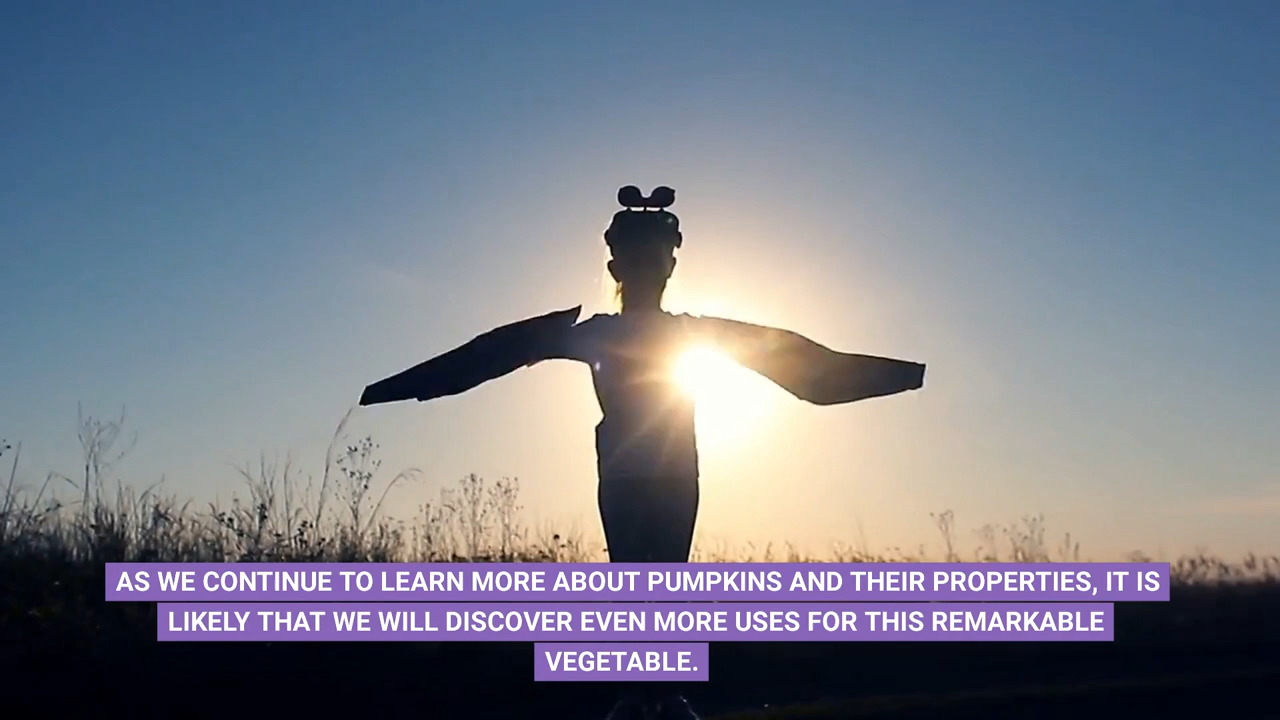 AS WE CONTINUE TO LEARN MORE ABOUT PUMPKINS AND THEIR PROPERTIES, IT IS
LIKELY THAT WE WILL DISCOVER EVEN MORE USES FOR THIS REMARKABLE
VEGETABLE.